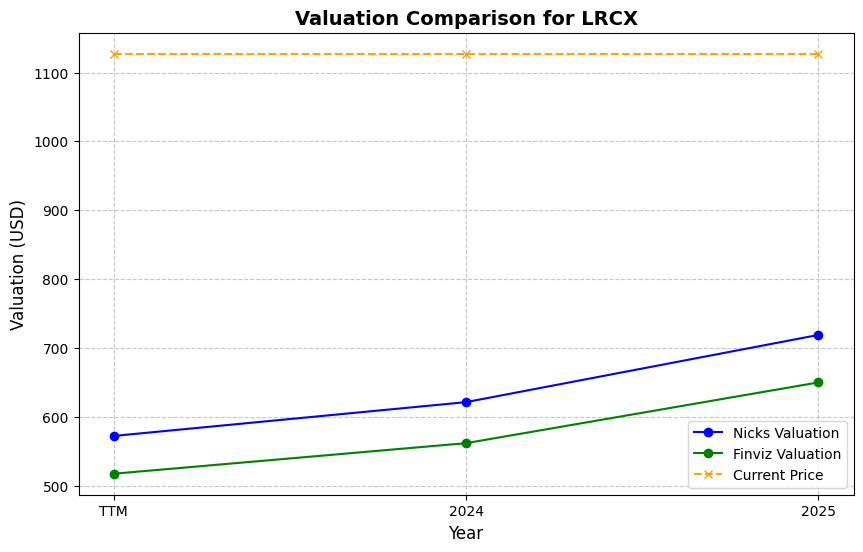 Valuation Comparison for LRCX
Valuation (USD)
1100
1000
900
800
700
600
500
TTM
2024
2025
Year
Nicks Valuation
Finviz Valuation
Current Price